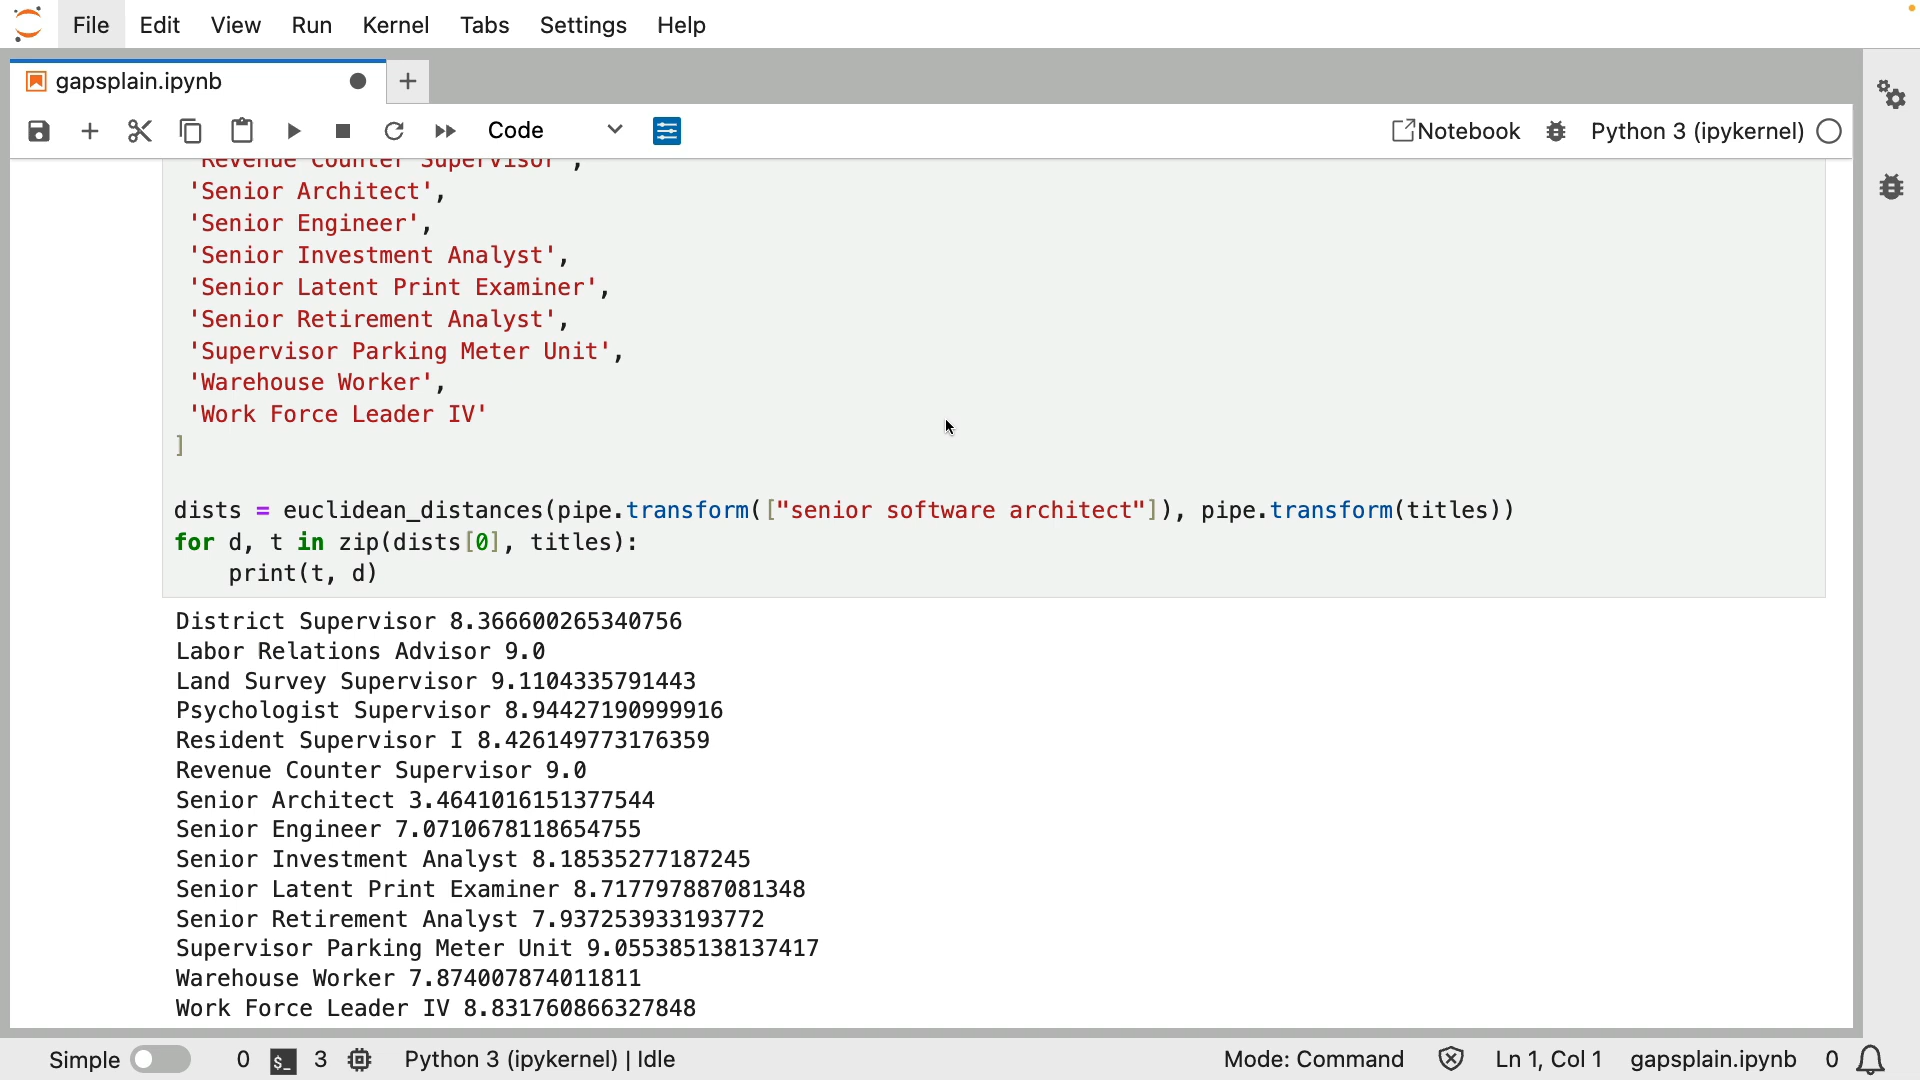 File Edit View Run Kernel Tabs Settings Help
gapsplain.ipynb
Code Notebook Python 3 (ipykernel)
'Revenue Counter Supervisor',
'Senior Architect',
'Senior Engineer',
'Senior Investment Analyst',
'Senior Latent Print Examiner',
'Senior Retirement Analyst',
'Supervisor Parking Meter Unit',
'Warehouse Worker',
'Work Force Leader IV'
]
dists = euclidean_distances(pipe.transform(["senior software architect"]), pipe.transform(titles))
for d, t in zip(dists[0], titles):
    print(t, d)
District Supervisor 8.366600265340756
Labor Relations Advisor 9.0
Land Survey Supervisor 9.1104335791443
Psychologist Supervisor 8.94427190999916
Resident Supervisor I 8.426149773176359
Revenue Counter Supervisor 9.0
Senior Architect 3.4641016151377544
Senior Engineer 7.0710678118654755
Senior Investment Analyst 8.18535277187245
Senior Latent Print Examiner 8.717797887081348
Senior Retirement Analyst 7.937253933193772
Supervisor Parking Meter Unit 9.055385138137417
Warehouse Worker 7.874007874011811
Work Force Leader IV 8.831760866327848
Simple 0 $_ 3 Python 3 (ipykernel) | Idle Mode: Command Ln 1, Col 1 gapsplain.ipynb 0